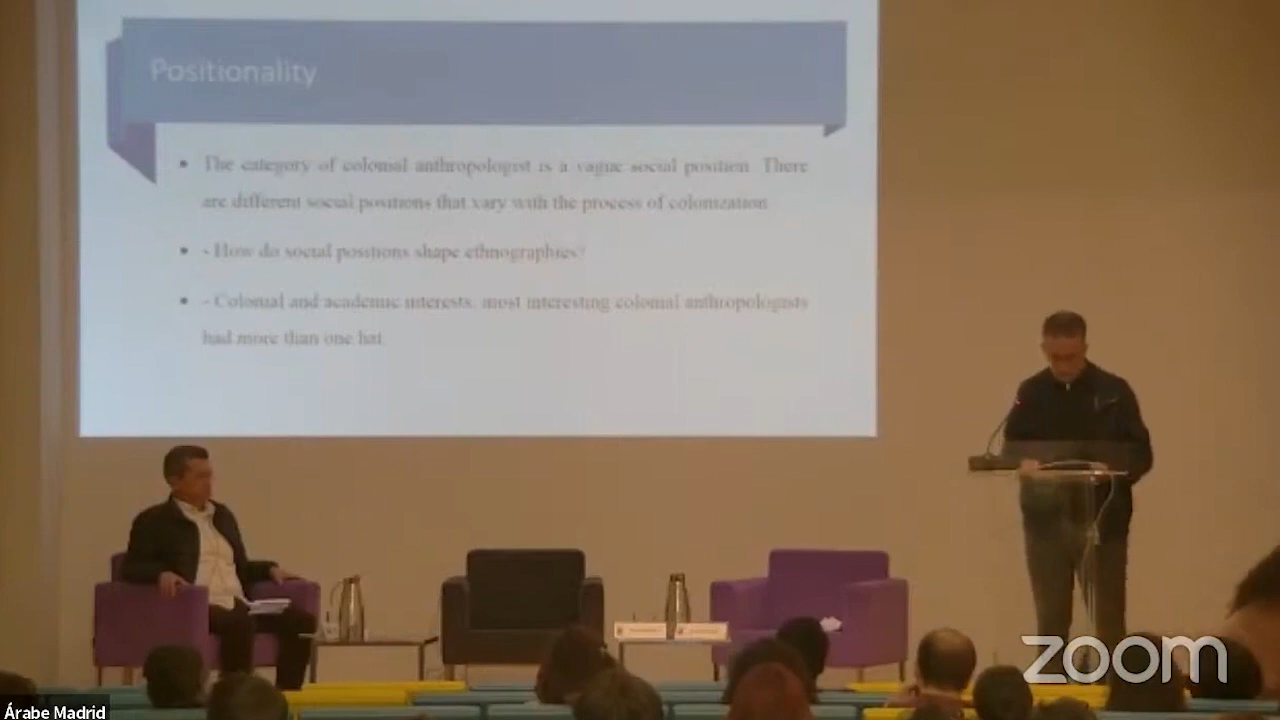 Positionality
• The category of colonial anthropologist is a vague social position. There
are different social positions that vary with the process of colonization
• - How do social positions shape ethnographies?
• - Colonial and academic interests, most interesting colonial anthropologists
had more than one hat
zoom
Árabe Madrid